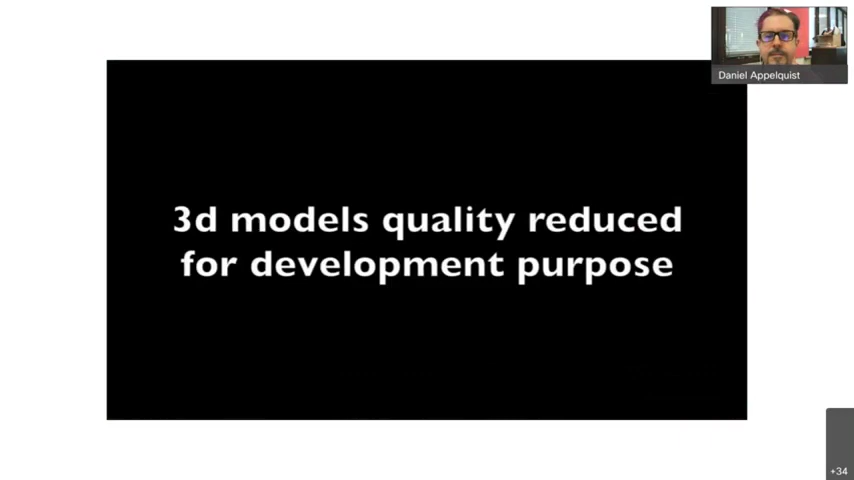 Daniel Appelquist
3d models quality reduced
for development purpose
+34